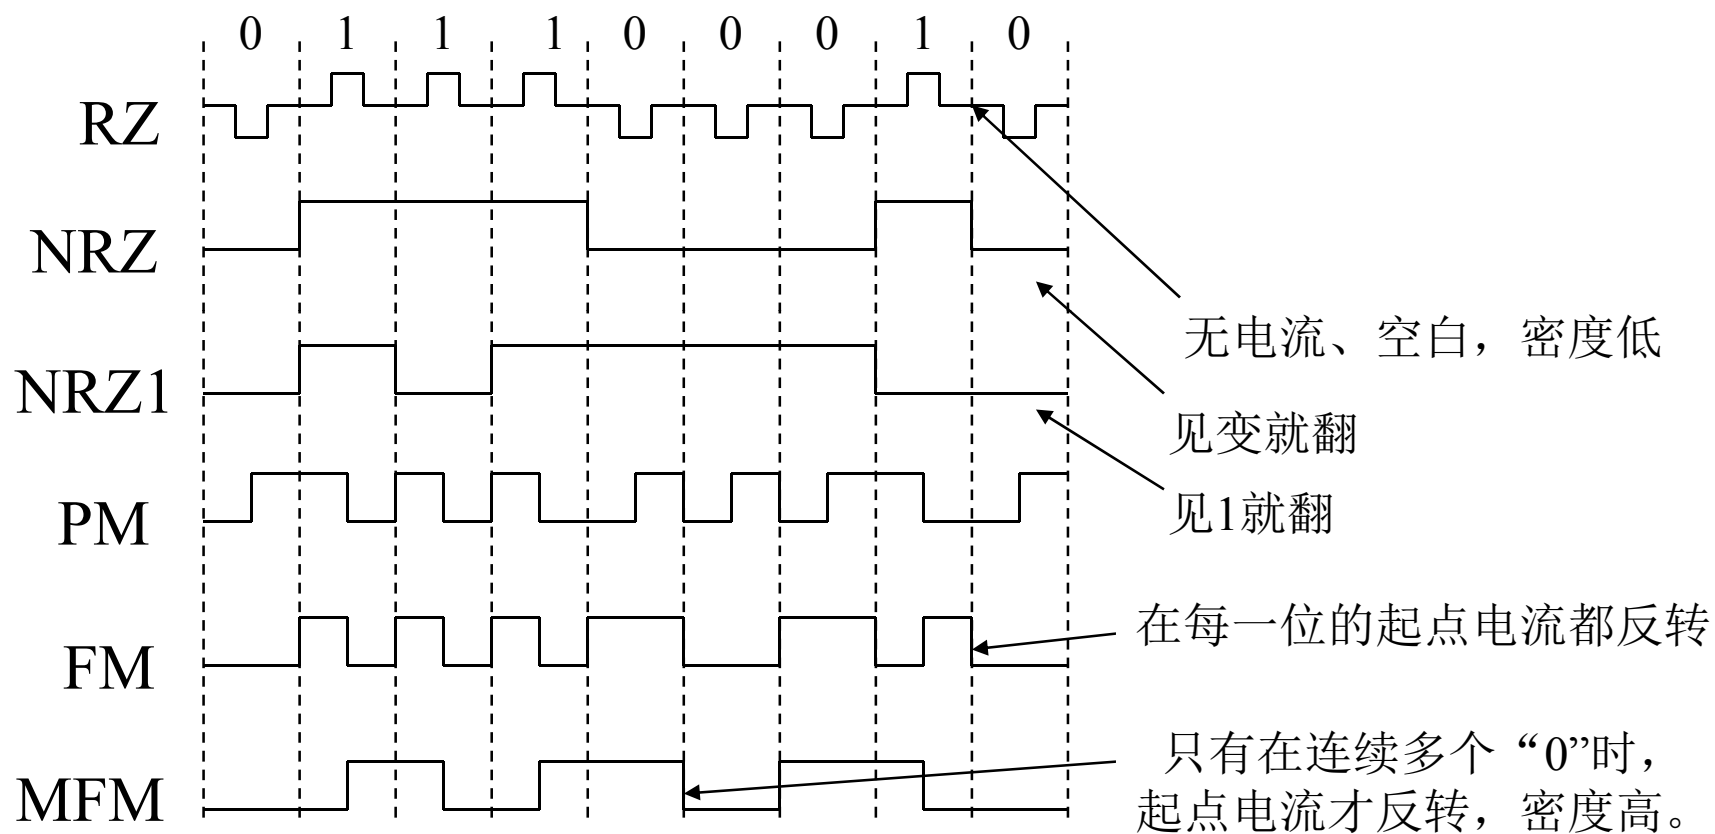 0 1 1 1 0 0 0 1 0
RZ
NRZ
无电流、空白，密度低
NRZ1
见变就翻
PM
见1就翻
FM
在每一位的起点电流都反转
MFM
只有在连续多个“0”时，
起点电流才反转，密度高。